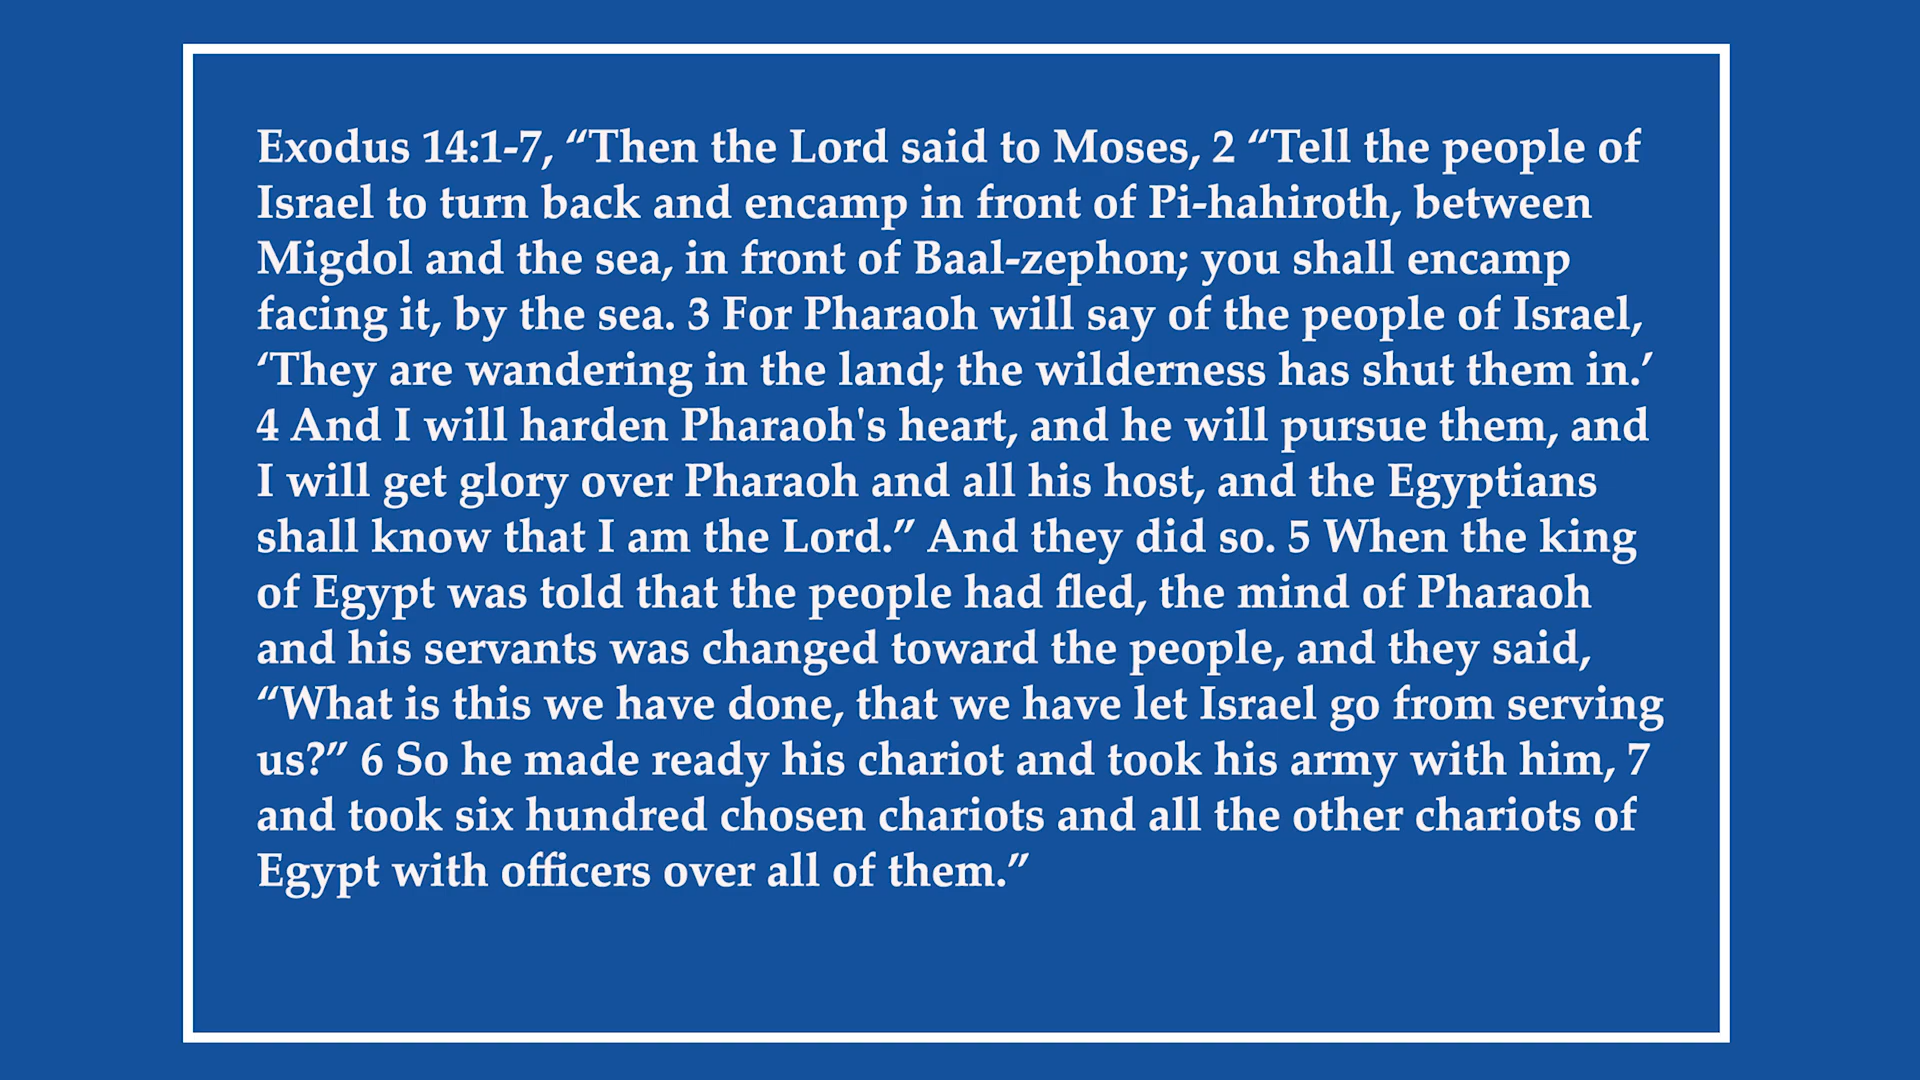 Exodus 14:1-7, “Then the Lord said to Moses, 2 “Tell the people of
Israel to turn back and encamp in front of Pi-hahiroth, between
Migdol and the sea, in front of Baal-zephon; you shall encamp
facing it, by the sea. 3 For Pharaoh will say of the people of Israel,
‘They are wandering in the land; the wilderness has shut them in.’
4 And I will harden Pharaoh's heart, and he will pursue them, and
I will get glory over Pharaoh and all his host, and the Egyptians
shall know that I am the Lord.” And they did so. 5 When the king
of Egypt was told that the people had fled, the mind of Pharaoh
and his servants was changed toward the people, and they said,
“What is this we have done, that we have let Israel go from serving
us?” 6 So he made ready his chariot and took his army with him, 7
and took six hundred chosen chariots and all the other chariots of
Egypt with officers over all of them.”